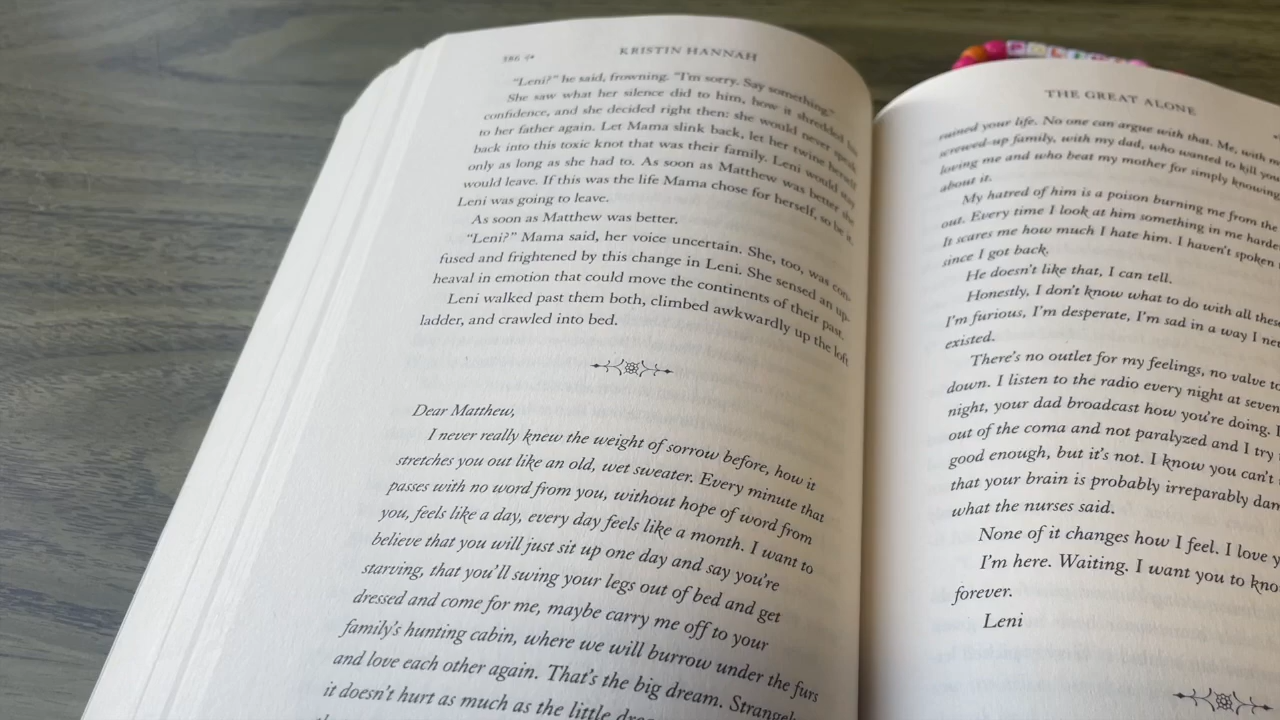 386
KRISTIN HANNAH
"Leni?" he said, frowning. "I'm sorry. Say something."
She saw what her silence did to him, how it shredded his
confidence, and she decided right then: she would never speak
to her father again. Let Mama slink back, let her twine herself
back into this toxic knot that was their family. Leni would stay
only as long as she had to. As soon as Matthew was better, she
would leave. If this was the life Mama chose for herself, so be it.
Leni was going to leave.
As soon as Matthew was better.
"Leni?" Mama said, her voice uncertain. She, too, was con-
fused and frightened by this change in Leni. She sensed an up-
heaval in emotion that could move the continents of their past.
Leni walked past them both, climbed awkwardly up the loft
ladder, and crawled into bed.
Dear Matthew,
I never really knew the weight of sorrow before, how it
stretches you out like an old, wet sweater. Every minute that
passes with no word from you, without hope of word from
you, feels like a day, every day feels like a month. I want to
believe that you will just sit up one day and say you're
starving, that you'll swing your legs out of bed and get
dressed and come for me, maybe carry me off to your
family's hunting cabin, where we will burrow under the furs
and love each other again. That's the big dream.
it doesn't hurt as much as the little
THE GREAT ALONE
ruined your life. No one can argue with that. Me, with
screwed-up family, with my dad, who wanted to kill you
loving me and who beat my mother for simply knowing
about it.
My hatred of him is a poison burning me from the
out. Every time I look at him something in me
It scares me how much I hate him. I haven't spoken
since I got back.
He doesn't like that, I can tell.
Honestly, I don't know what to do with all
I'm furious, I'm desperate, I'm sad in a way I
existed.
There's no outlet for my feelings, no valve to
down. I listen to the radio every night at seven
night, your dad broadcast how you're doing. I
out of the coma and not paralyzed and I try
good enough, but it's not. I know you can't
that your brain is probably irreparably
what the nurses said.
None of it changes how I feel. I love
I'm here. Waiting. I want you to
forever.
Leni